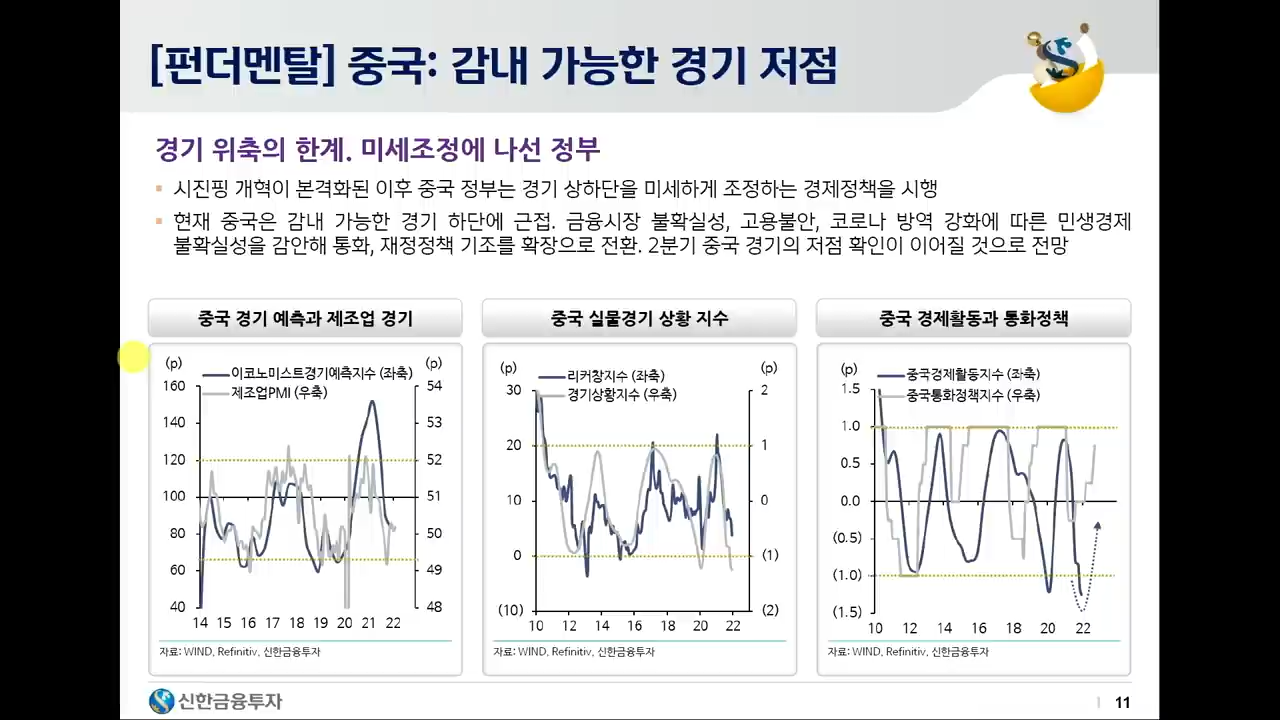 [펀더멘탈] 중국: 감내 가능한 경기 저점
경기 위축의 한계. 미세조정에 나선 정부
시진핑 개혁이 본격화된 이후 중국 정부는 경기 상하단을 미세하게 조정하는 경제정책을 시행
현재 중국은 감내 가능한 경기 하단에 근접. 금융시장 불확실성, 고용불안, 코로나 방역 강화에 따른 민생경제
불확실성을 감안해 통화, 재정정책 기조를 확장으로 전환. 2분기 중국 경기의 저점 확인이 이어질 것으로 전망
중국 경기 예측과 제조업 경기
(p)
(p)
이코노미스트경기예측지수 (좌축)
제조업PMI (우축)
160
140
120
100
80
60
40
54
53
52
51
50
49
48
14 15 16 17 18 19 20 21 22
자료: WIND, Refinitiv, 신한금융투자
중국 실물경기 상황 지수
(p)
(p)
리커창지수 (좌축)
경기상황지수 (우축)
30
20
10
0
(10)
2
1
0
(1)
(2)
10 12 14 16 18 20 22
자료: WIND, Refinitiv, 신한금융투자
중국 경제활동과 통화정책
(p)
중국경제활동지수 (좌축)
중국통화정책지수 (우축)
1.5
1.0
0.5
0.0
(0.5)
(1.0)
(1.5)
10 12 14 16 18 20 22
자료: WIND, Refinitiv, 신한금융투자
신한금융투자
11